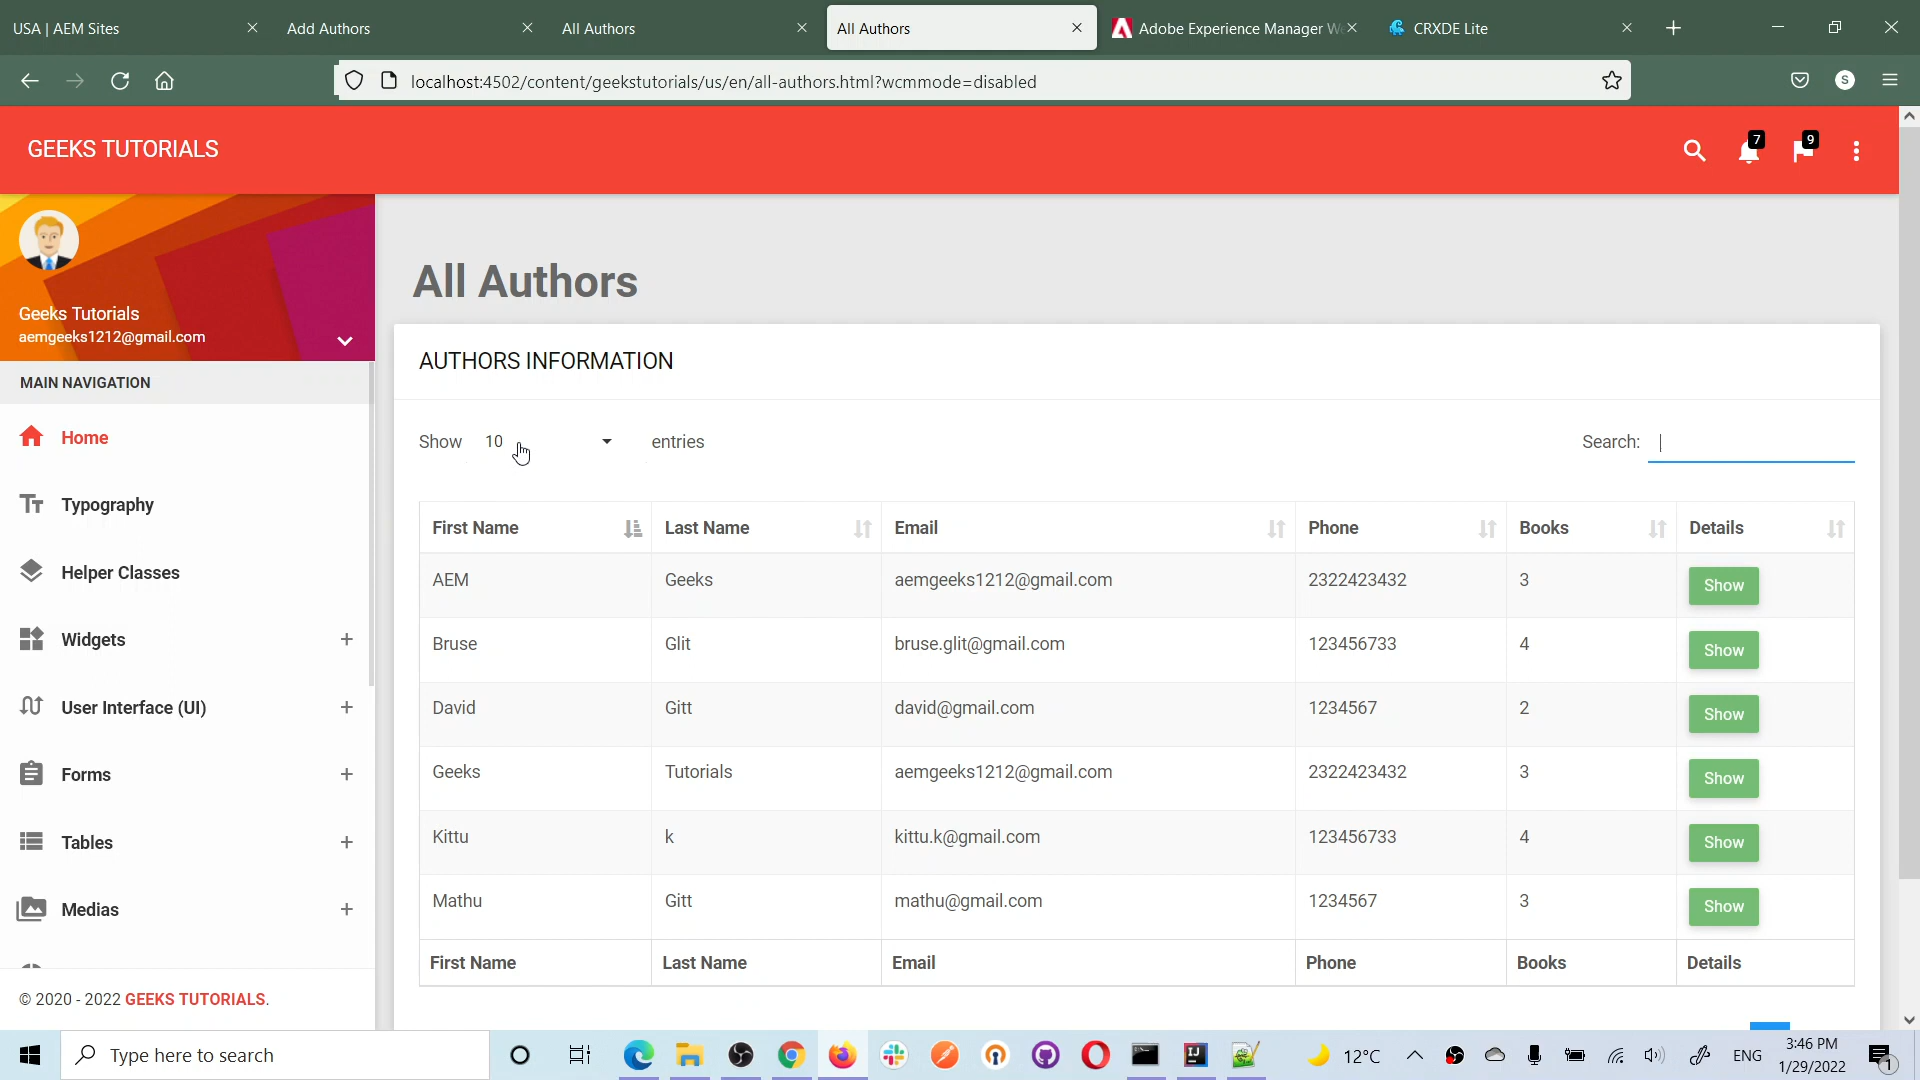 USA | AEM Sites
Add Authors
All Authors
All Authors
Adobe Experience Manager
CRXDE Lite
localhost:4502/content/geekstutorials/us/en/all-authors.html?wcmmode=disabled
S
GEEKS TUTORIALS
7
9
Geeks Tutorials
aemgeeks1212@gmail.com
MAIN NAVIGATION
Home
Typography
Helper Classes
Widgets +
User Interface (UI) +
Forms +
Tables +
Medias +
© 2020 - 2022 GEEKS TUTORIALS.
All Authors
AUTHORS INFORMATION
Show 10 entries
Search:
First Name Last Name Email Phone Books Details
AEM Geeks aemgeeks1212@gmail.com 2322423432 3 Show
Bruse Glit bruse.glit@gmail.com 123456733 4 Show
David Gitt david@gmail.com 1234567 2 Show
Geeks Tutorials aemgeeks1212@gmail.com 2322423432 3 Show
Kittu k kittu.k@gmail.com 123456733 4 Show
Mathu Gitt mathu@gmail.com 1234567 3 Show
First Name Last Name Email Phone Books Details
Type here to search
12°C
ENG
3:46 PM
1/29/2022
1